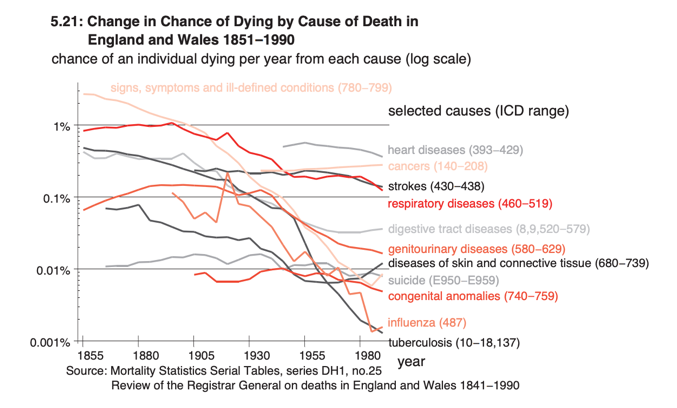 5.21: Change in Chance of Dying by Cause of Death in
England and Wales 1851–1990
chance of an individual dying per year from each cause (log scale)
signs, symptoms and ill-defined conditions (780–799)
selected causes (ICD range)
1%
heart diseases (393–429)
cancers (140–208)
strokes (430–438)
0.1%
respiratory diseases (460–519)
digestive tract diseases (8,9,520–579)
genitourinary diseases (580–629)
diseases of skin and connective tissue (680–739)
0.01%
suicide (E950–E959)
congenital anomalies (740–759)
influenza (487)
0.001%
tuberculosis (10–18,137)
1855 1880 1905 1930 1955 1980
year
Source: Mortality Statistics Serial Tables, series DH1, no.25
Review of the Registrar General on deaths in England and Wales 1841–1990